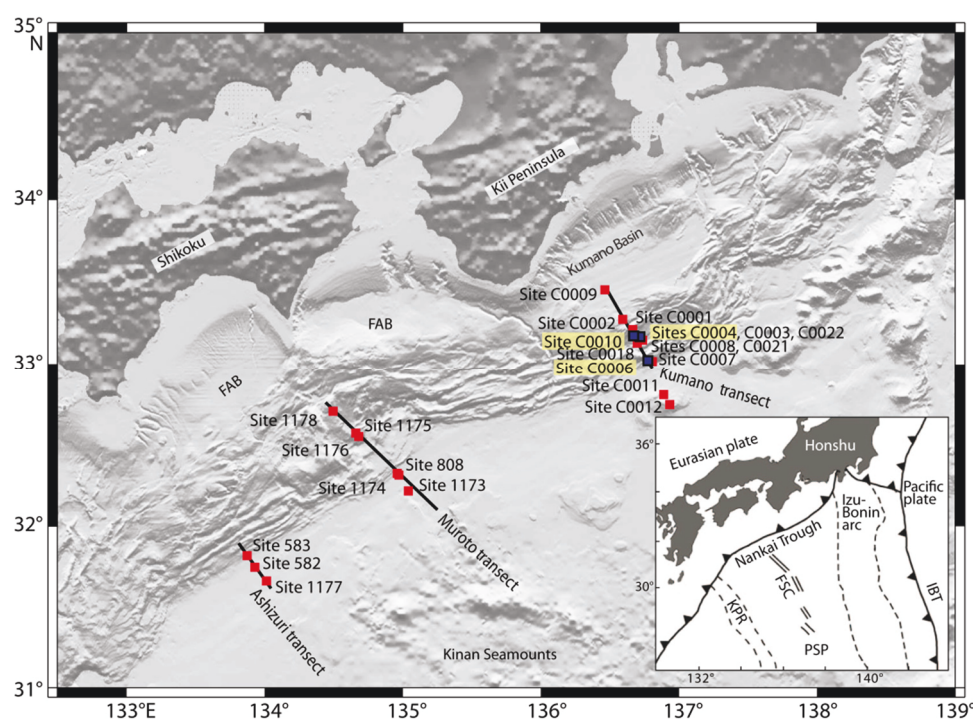 35°
N
34°
33°
32°
31°
133°E
134°
135°
136°
137°
138°
139°
Kii Peninsula
Shikoku
Kumano Basin
Site C0009
Site C0001
Site C0002
Sites C0004, C0003, C0022
Site C0010
Sites C0008, C0021
Site C0018
Site C0007
Site C0006
Kumano transect
Site C0011
Site C0012
FAB
FAB
Site 1178
Site 1175
Site 1176
Site 808
Site 1174
Site 1173
Muroto transect
Site 583
Site 582
Site 1177
Ashizuri transect
Kinan Seamounts
36°
30°
132°
140°
Eurasian plate
Honshu
Pacific
plate
Izu-
Bonin
arc
Nankai Trough
FSC
KPR
IBT
PSP